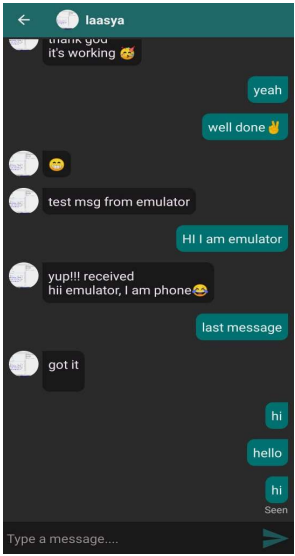 laasya
thank god
it's working 🥳
yeah
well done✌️
😁
test msg from emulator
HI I am emulator
yup!!! received
hii emulator, I am phone😂
last message
got it
hi
hello
hi
Seen
Type a message....